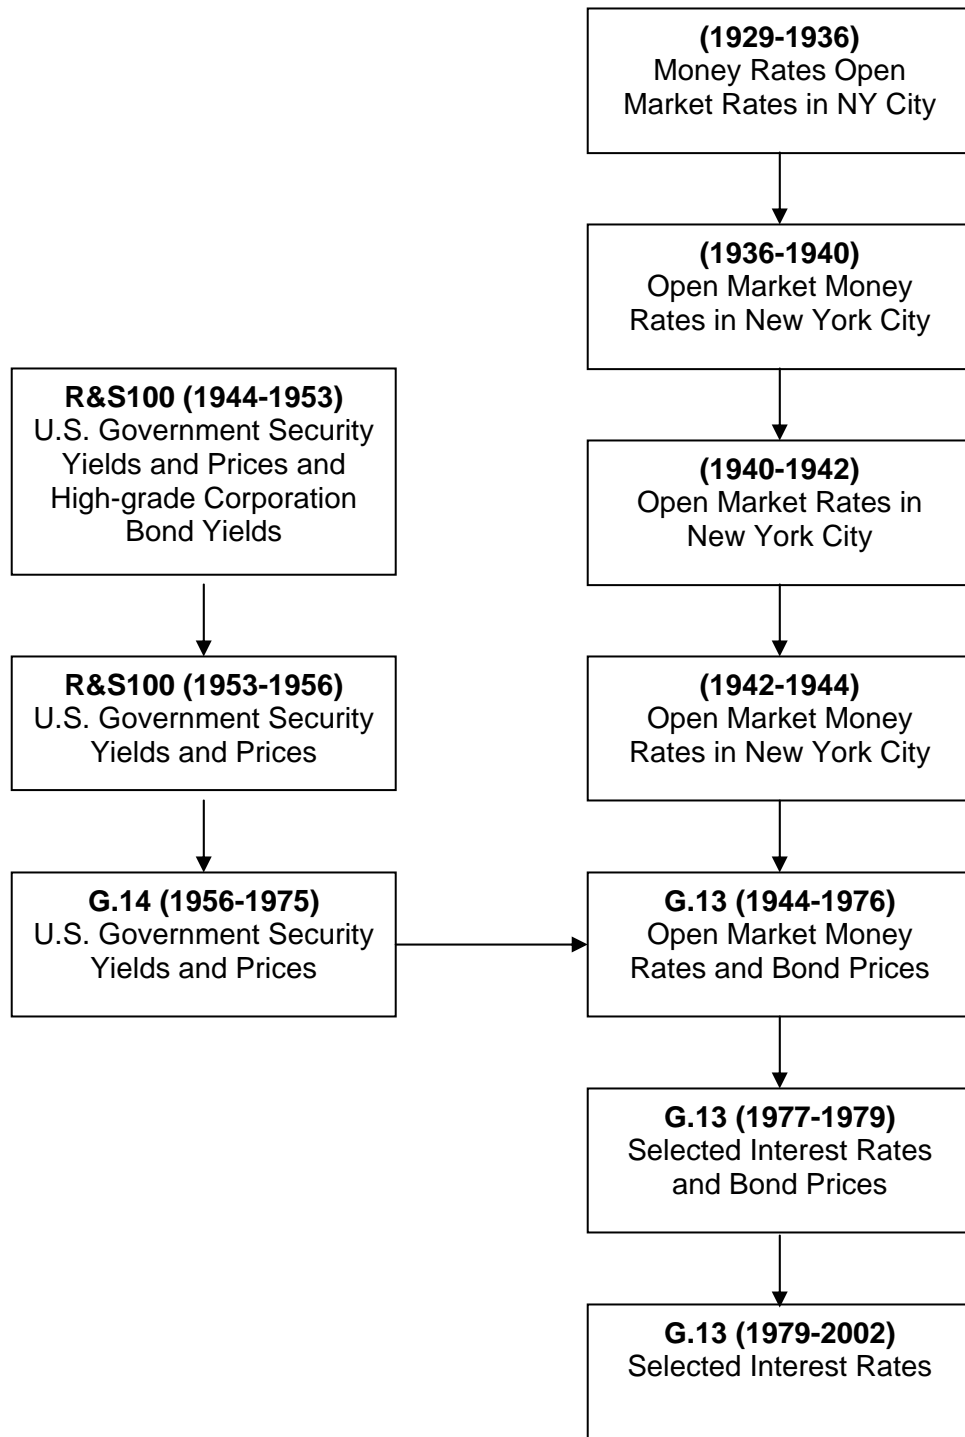 (1929-1936)
Money Rates Open
Market Rates in NY City
(1936-1940)
Open Market Money
Rates in New York City
R&S100 (1944-1953)
U.S. Government Security
Yields and Prices and
High-grade Corporation
Bond Yields
(1940-1942)
Open Market Rates in
New York City
R&S100 (1953-1956)
U.S. Government Security
Yields and Prices
(1942-1944)
Open Market Money
Rates in New York City
G.14 (1956-1975)
U.S. Government Security
Yields and Prices
G.13 (1944-1976)
Open Market Money
Rates and Bond Prices
G.13 (1977-1979)
Selected Interest Rates
and Bond Prices
G.13 (1979-2002)
Selected Interest Rates